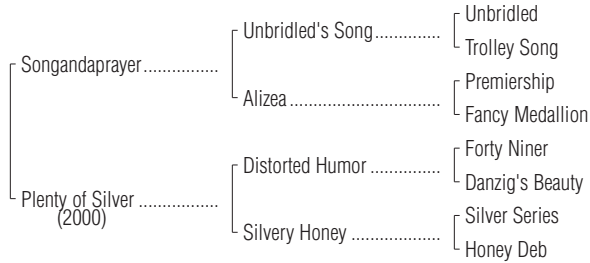 Unbridled
Unbridled's Song..............
Trolley Song
Songandaprayer................
Premiership
Alizea................................
Fancy Medallion
Forty Niner
Distorted Humor ...............
Danzig's Beauty
Plenty of Silver .................
(2000)
Silver Series
Silvery Honey ...................
Honey Deb